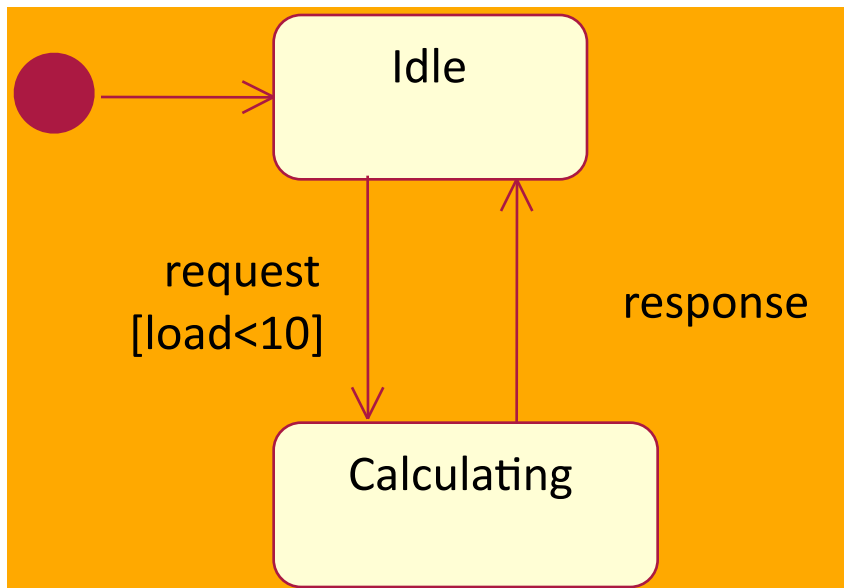 Idle
request
[load<10]
response
Calculating